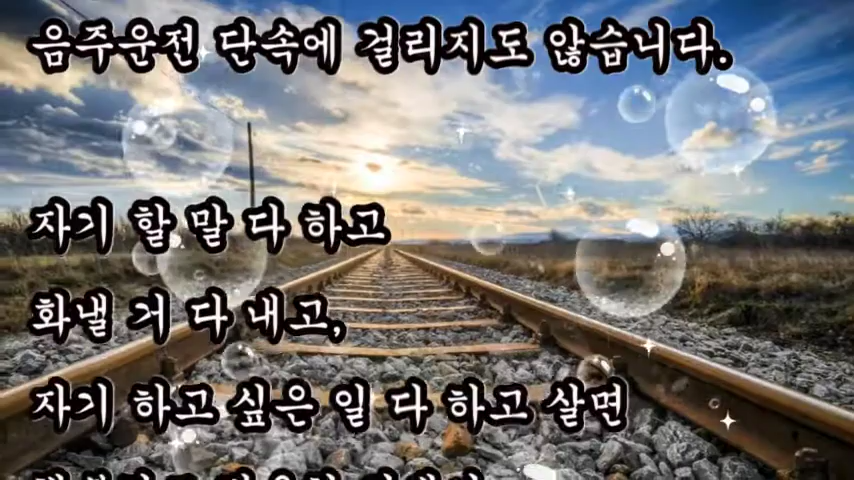 음주운전 단속에 걸리지도 않습니다.
자기 할 말 다 하고
화낼 거 다 내고,
자기 하고 싶은 일 다 하고 살면